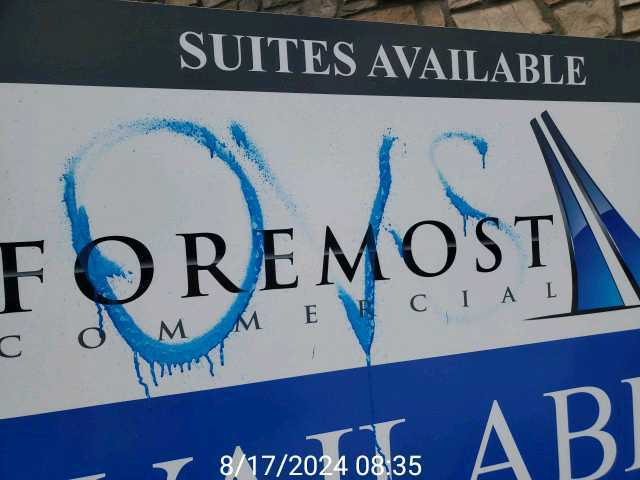 SUITES AVAILABLE
OVS
FOREMOST
COMMERCIAL
8/17/2024 08:35